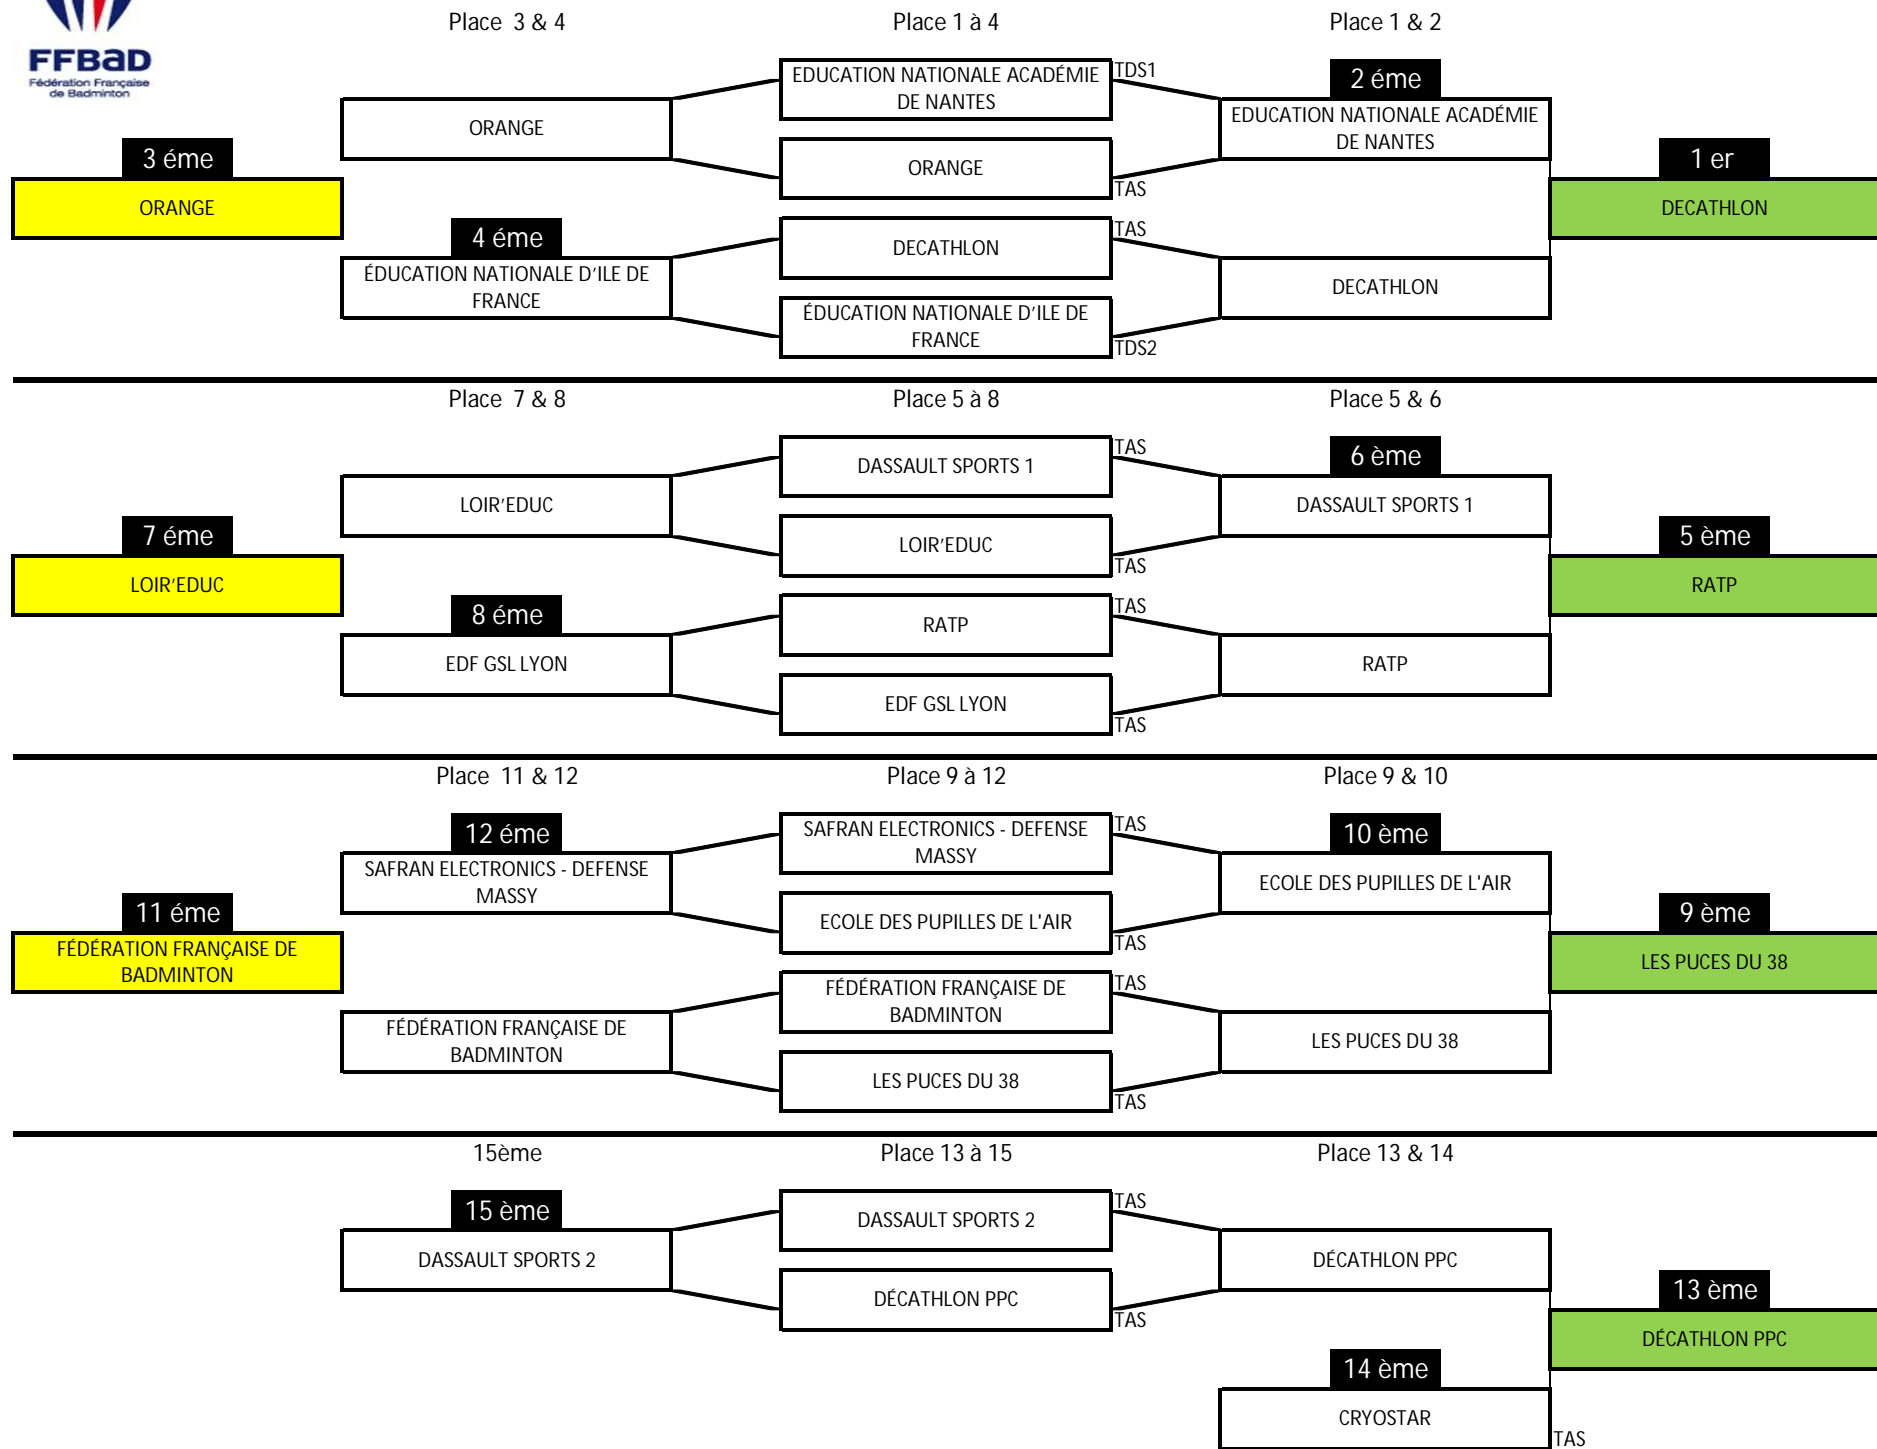 FFBaD
Fédération Française
de Badminton
Place 3 & 4
Place 1 à 4
Place 1 & 2
EDUCATION NATIONALE ACADÉMIE
DE NANTES
TDS1
2 éme
ORANGE
EDUCATION NATIONALE ACADÉMIE
DE NANTES
3 éme
ORANGE
TAS
1 er
ORANGE
DECATHLON
4 éme
DECATHLON
TAS
ÉDUCATION NATIONALE D'ILE DE
FRANCE
DECATHLON
ÉDUCATION NATIONALE D'ILE DE
FRANCE
TDS2
Place 7 & 8
Place 5 à 8
Place 5 & 6
DASSAULT SPORTS 1
TAS
6 ème
LOIR'EDUC
DASSAULT SPORTS 1
7 éme
LOIR'EDUC
TAS
5 ème
LOIR'EDUC
RATP
8 éme
RATP
TAS
EDF GSL LYON
RATP
EDF GSL LYON
TAS
Place 11 & 12
Place 9 à 12
Place 9 & 10
12 éme
SAFRAN ELECTRONICS - DEFENSE
MASSY
TAS
10 ème
SAFRAN ELECTRONICS - DEFENSE
MASSY
ECOLE DES PUPILLES DE L'AIR
11 éme
ECOLE DES PUPILLES DE L'AIR
TAS
9 ème
FÉDÉRATION FRANÇAISE DE
BADMINTON
LES PUCES DU 38
FÉDÉRATION FRANÇAISE DE
BADMINTON
TAS
FÉDÉRATION FRANÇAISE DE
BADMINTON
LES PUCES DU 38
LES PUCES DU 38
TAS
15ème
Place 13 à 15
Place 13 & 14
15 ème
DASSAULT SPORTS 2
TAS
DASSAULT SPORTS 2
DÉCATHLON PPC
DÉCATHLON PPC
TAS
13 ème
DÉCATHLON PPC
14 ème
CRYOSTAR
TAS